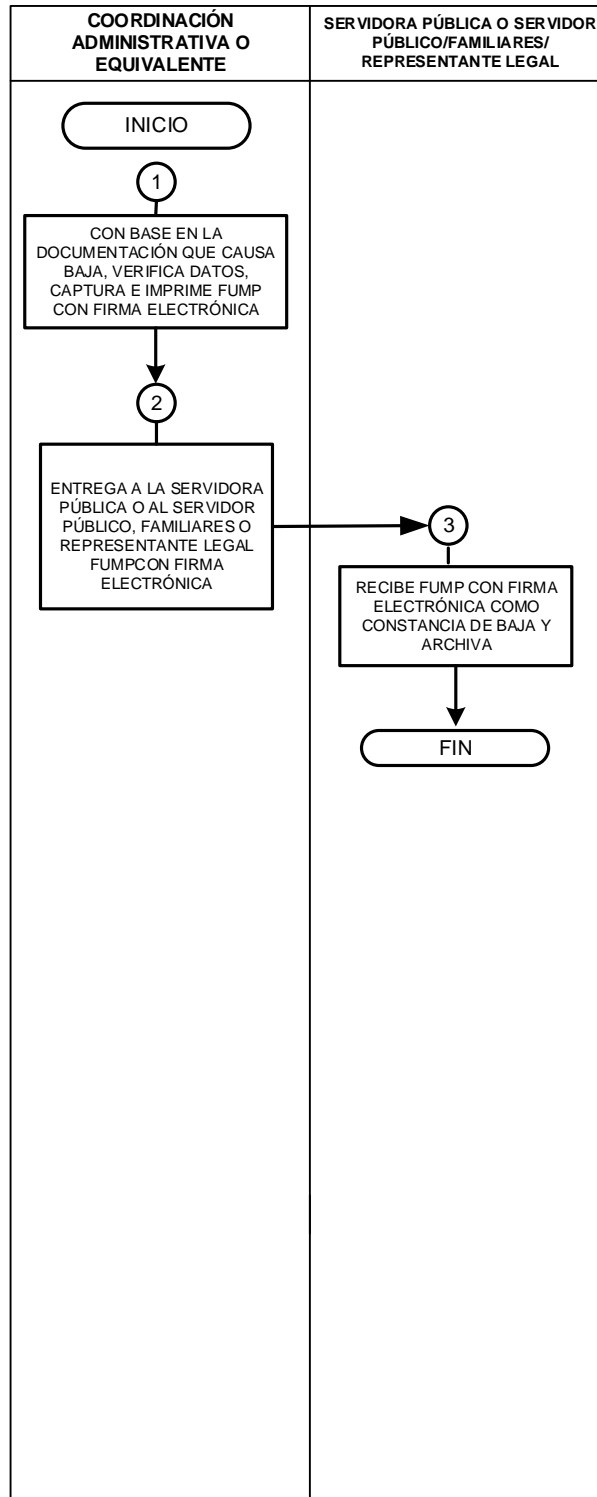 COORDINACIÓN
ADMINISTRATIVA O
EQUIVALENTE
SERVIDORA PÚBLICA O SERVIDOR
PÚBLICO/FAMILIARES/
REPRESENTANTE LEGAL
INICIO
1
CON BASE EN LA
DOCUMENTACIÓN QUE CAUSA
BAJA, VERIFICA DATOS,
CAPTURA E IMPRIME FUMP
CON FIRMA ELECTRÓNICA
2
ENTREGA A LA SERVIDORA
PÚBLICA O AL SERVIDOR
PÚBLICO, FAMILIARES O
REPRESENTANTE LEGAL
FUMPCON FIRMA
ELECTRÓNICA
3
RECIBE FUMP CON FIRMA
ELECTRÓNICA COMO
CONSTANCIA DE BAJA Y
ARCHIVA
FIN